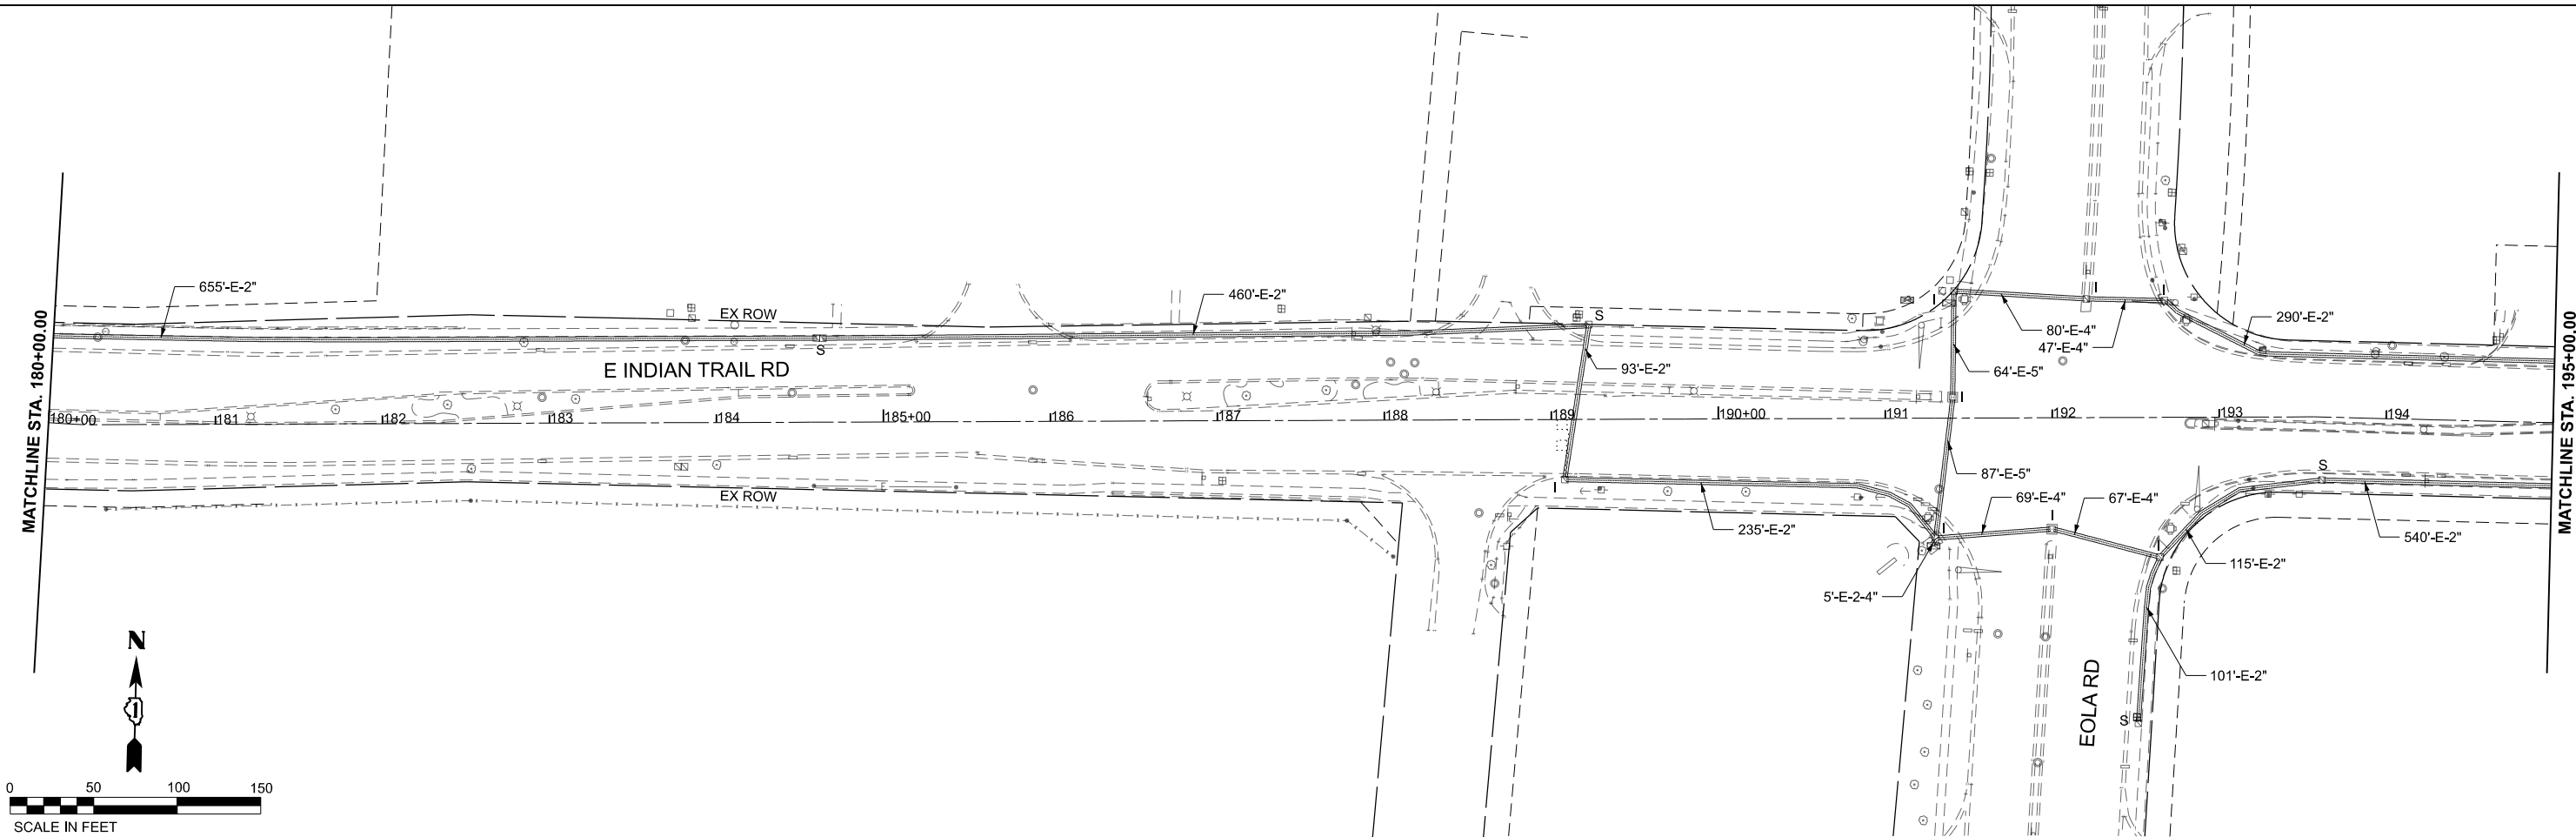 MATCHLINE STA. 180+00.00
655'-E-2"
EX ROW
460'-E-2"
S
S
E INDIAN TRAIL RD
93'-E-2"
I
I
I
80'-E-4"
47'-E-4"
64'-E-5"
290'-E-2"
I
180+00
181
182
183
184
185+00
186
187
188
189
190+00
191
192
193
194
MATCHLINE STA. 195+00.00
EX ROW
I
235'-E-2"
87'-E-5"
69'-E-4"
67'-E-4"
I
I
I
S
540'-E-2"
115'-E-2"
5'-E-2-4"
101'-E-2"
S
EOLA RD
N
1
0 50 100 150
SCALE IN FEET